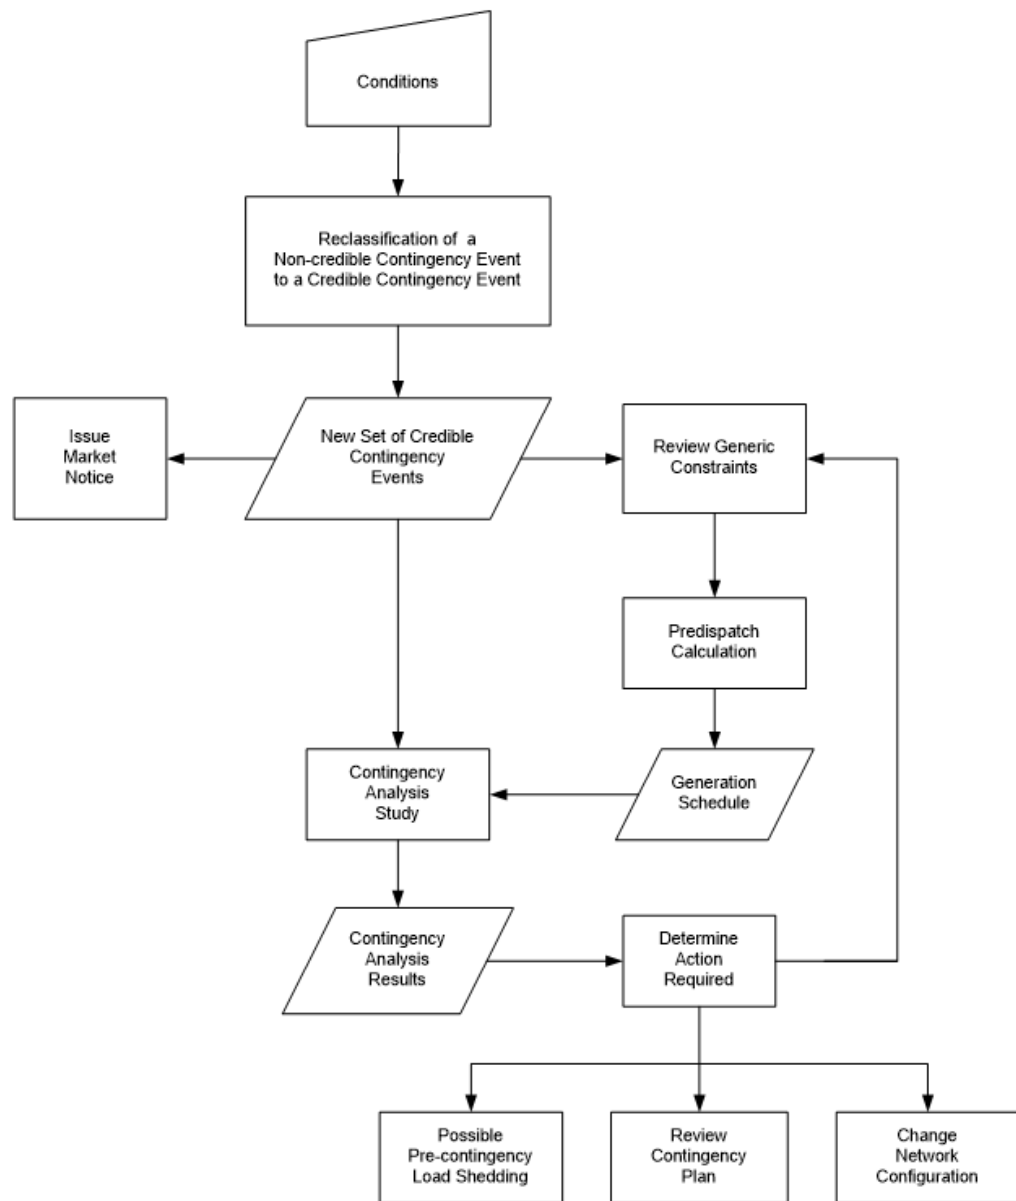 Conditions
Reclassification of a
Non-credible Contingency Event
to a Credible Contingency Event
Issue
Market
Notice
New Set of Credible
Contingency
Events
Review Generic
Constraints
Predispatch
Calculation
Contingency
Analysis
Study
Generation
Schedule
Contingency
Analysis
Results
Determine
Action
Required
Possible
Pre-contingency
Load Shedding
Review
Contingency
Plan
Change
Network
Configuration